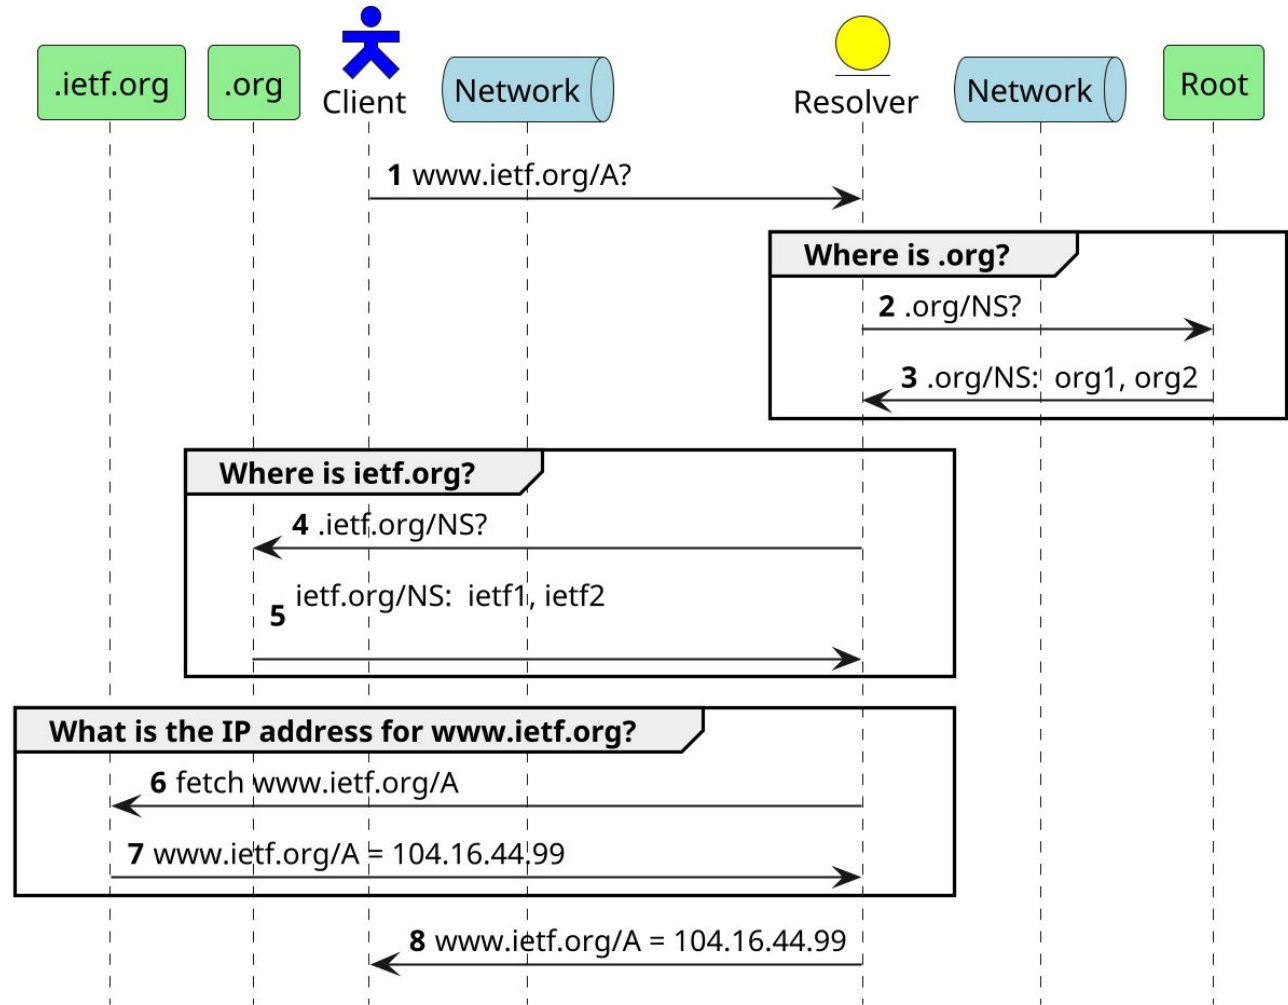 .ietf.org
.org
Client
Network
Resolver
Network
Root
1 www.ietf.org/A?
Where is .org?
2 .org/NS?
3 .org/NS:  org1, org2
Where is ietf.org?
4 .ietf.org/NS?
5 ietf.org/NS:  ietf1, ietf2
What is the IP address for www.ietf.org?
6 fetch www.ietf.org/A
7 www.ietf.org/A = 104.16.44.99
8 www.ietf.org/A = 104.16.44.99